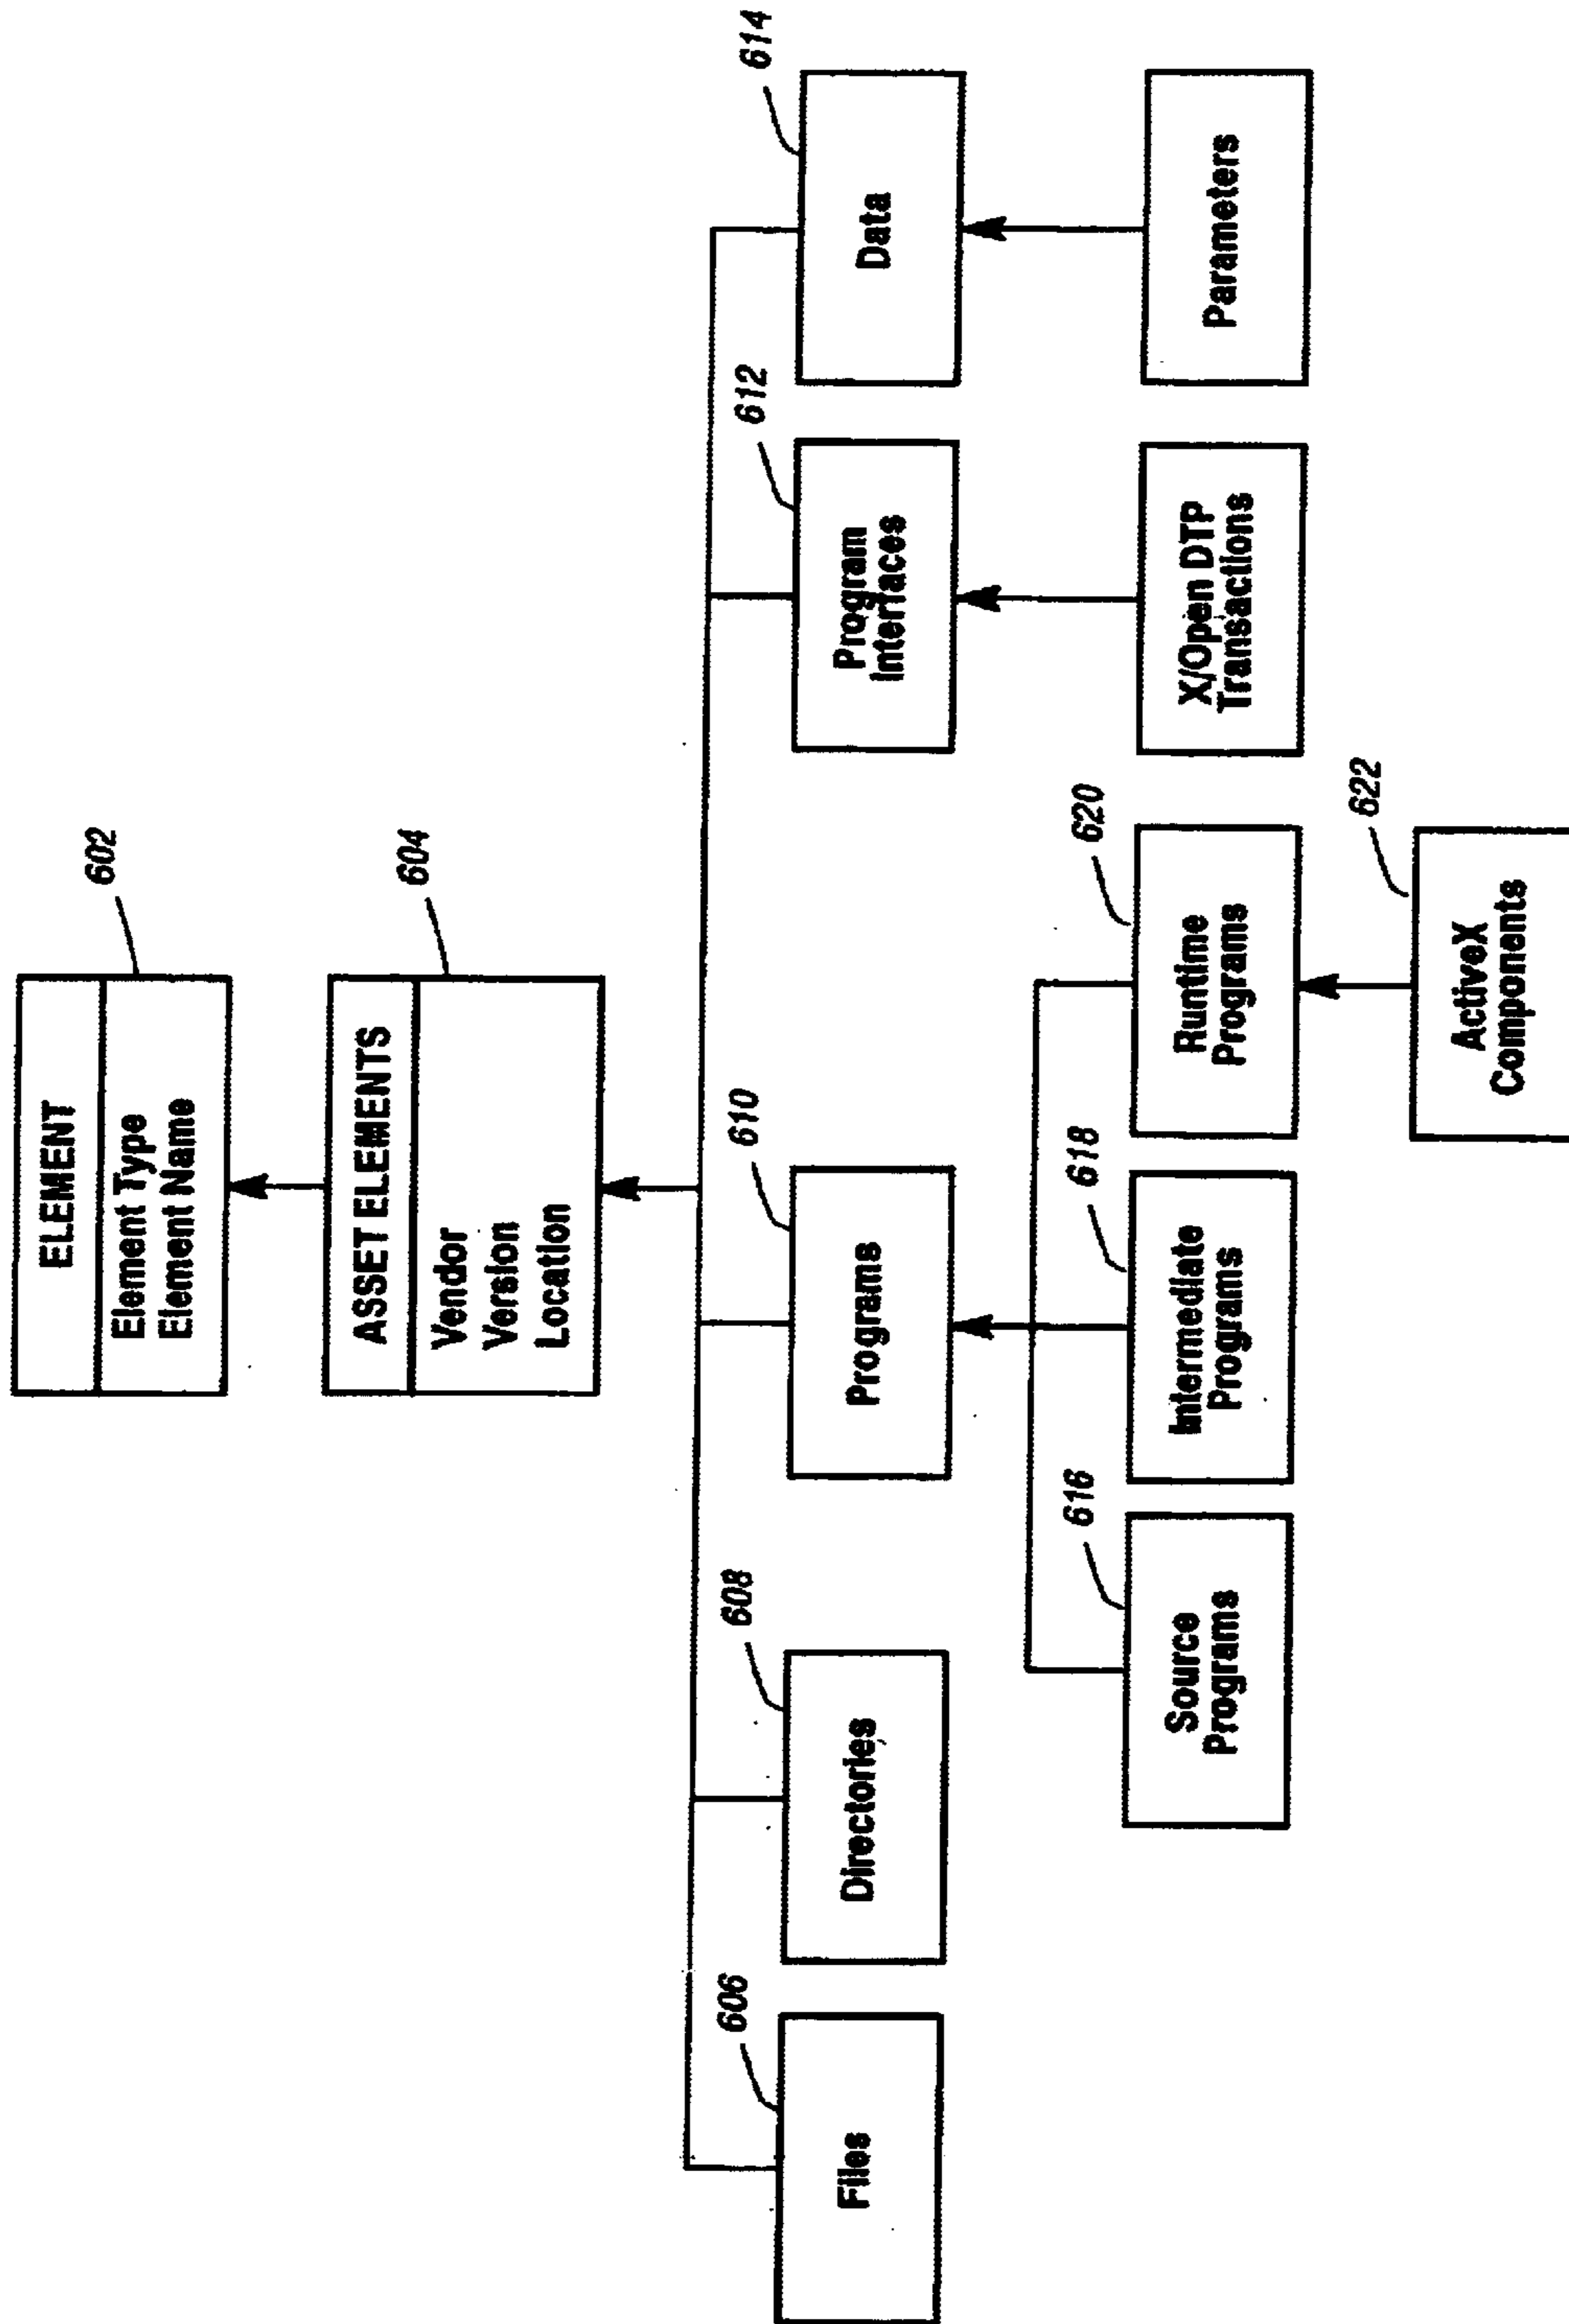 ELEMENT
602
Element Type
Element Name
ASSET ELEMENTS
604
Vendor
Version
Location
606
Files
608
Directories
610
Programs
612
Program
Interfaces
614
Data
616
Source
Programs
618
Intermediate
Programs
620
Runtime
Programs
X/Open DTP
Transactions
Parameters
622
ActiveX
Components